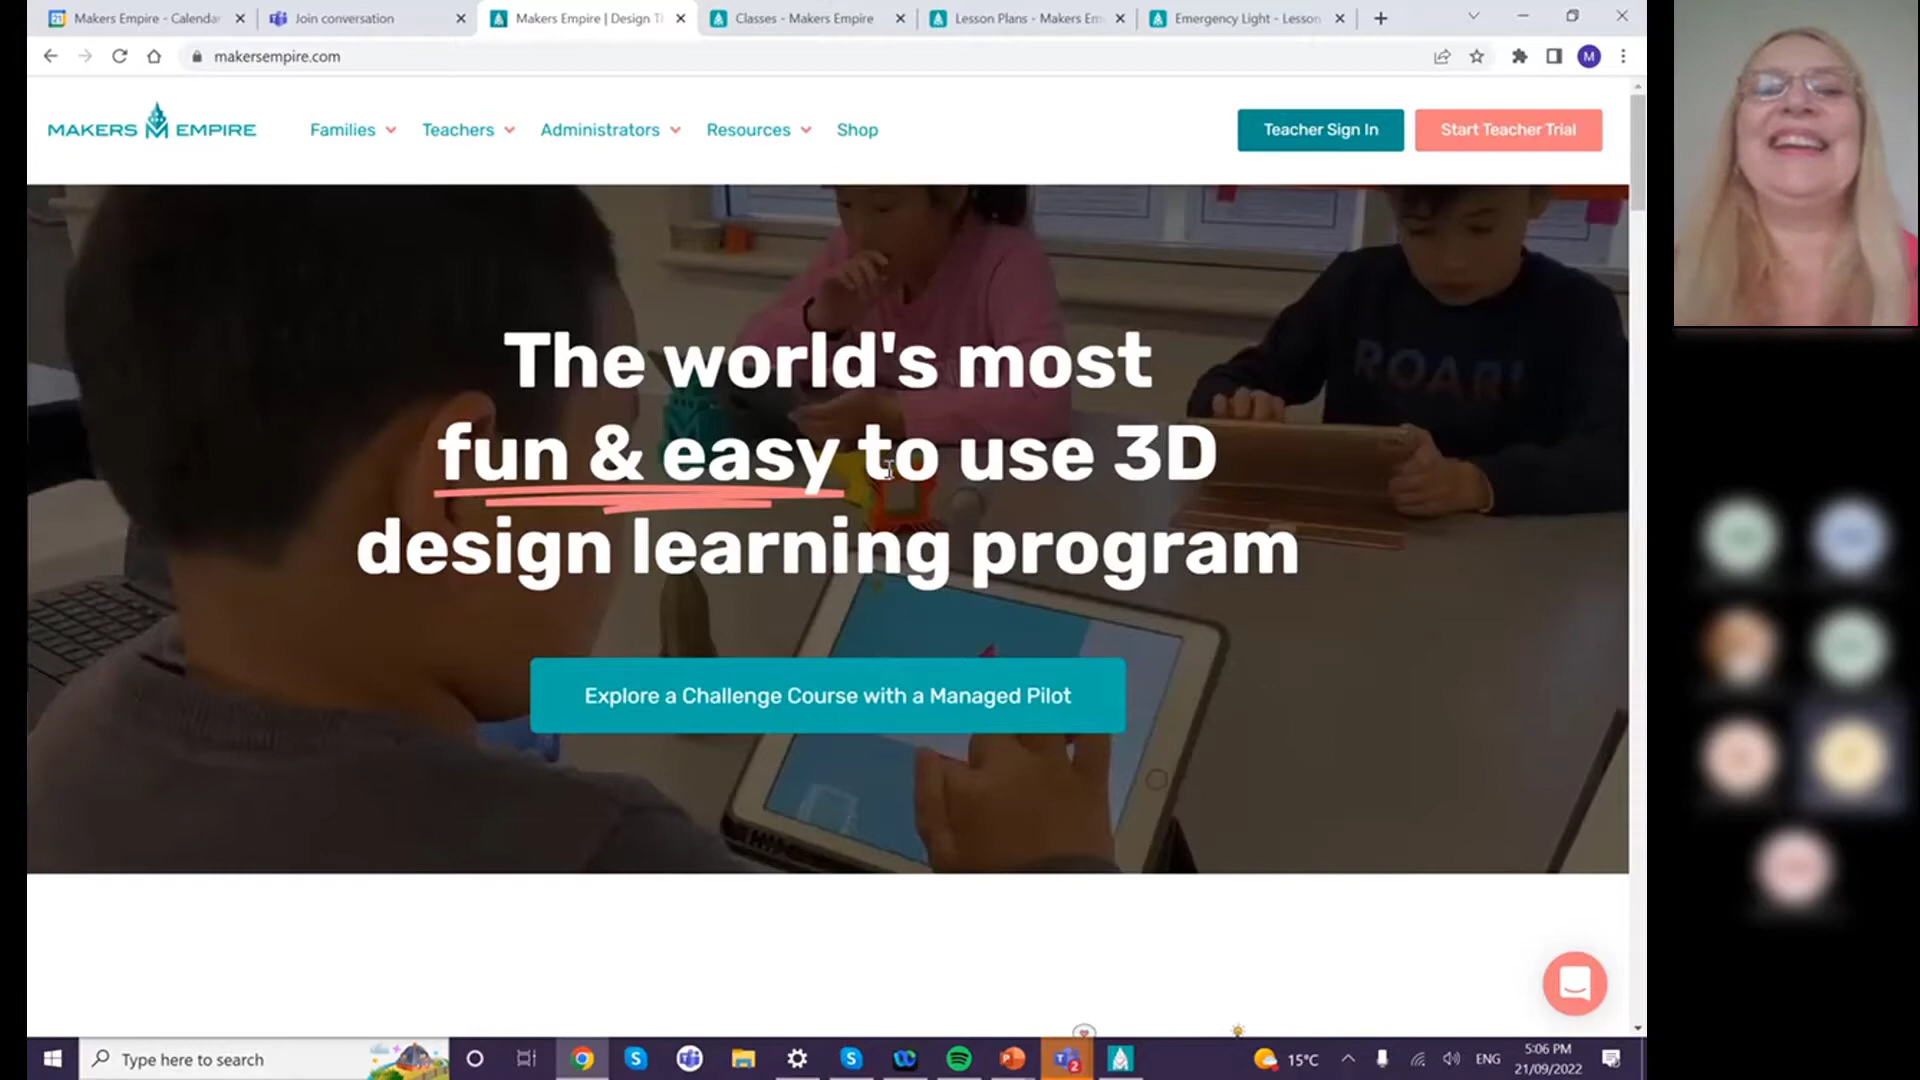 Makers Empire - Calenda
Join conversation
Makers Empire | Design T
Classes - Makers Empire
Lesson Plans - Makers Em
Emergency Light - Lesson
makersempire.com
M
MAKERS EMPIRE
Families
Teachers
Administrators
Resources
Shop
Teacher Sign In
Start Teacher Trial
ROAR!
The world's most
fun & easy to use 3D
design learning program
Explore a Challenge Course with a Managed Pilot
Type here to search
2
15°C
ENG
5:06 PM
21/09/2022